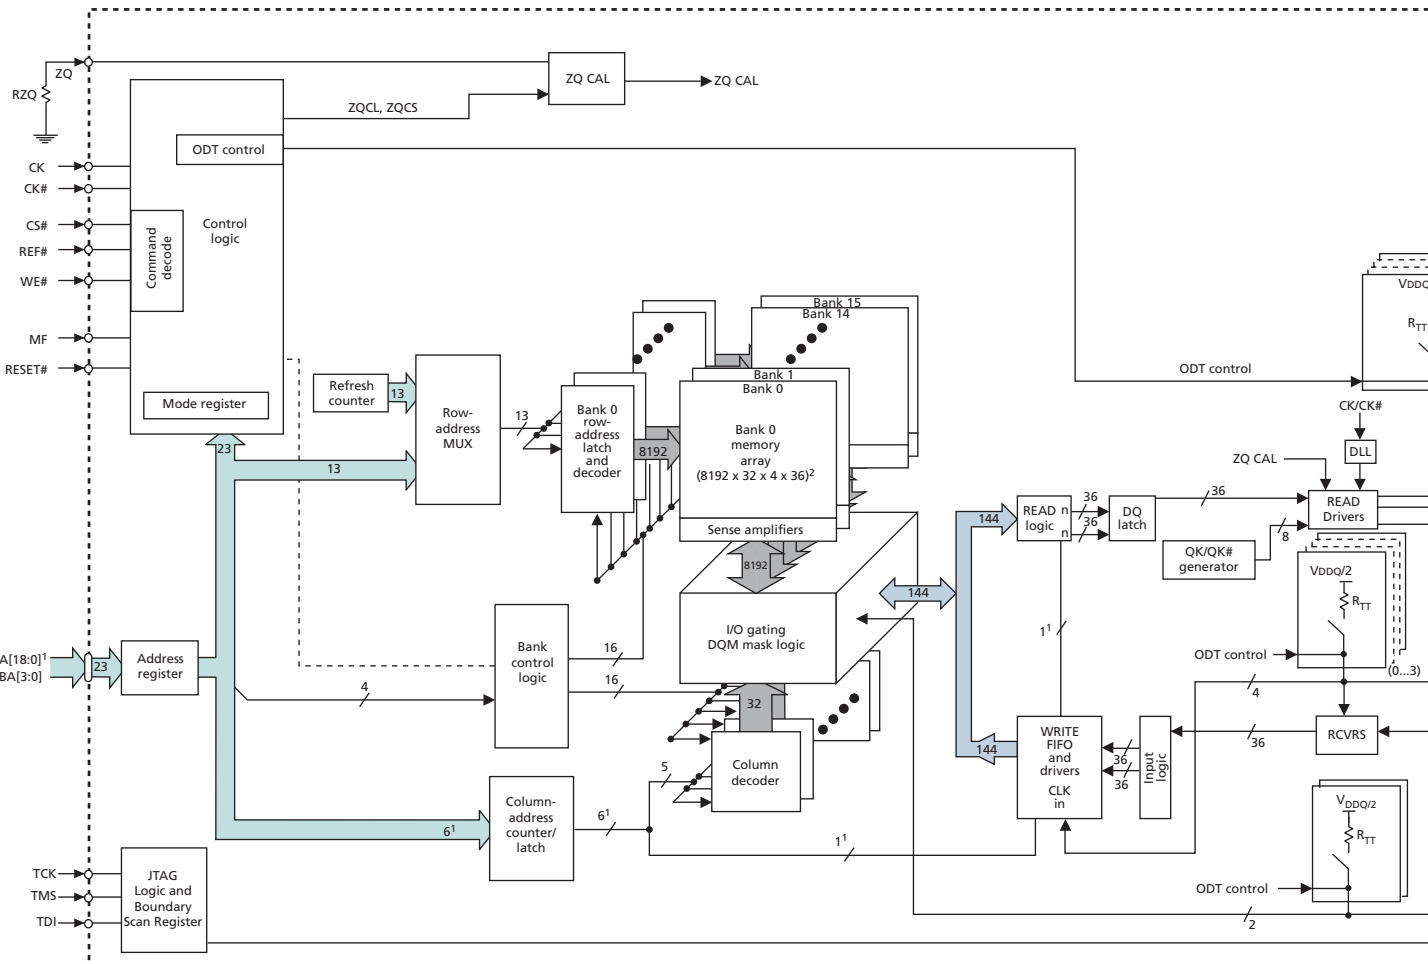 ZQ
RZQ
ZQ CAL
ZQ CAL
ZQCL, ZQCS
ODT control
CK
CK#
CS#
REF#
WE#
MF
RESET#
Command
decode
Control
logic
Mode register
Refresh
counter
13
Row-
address
MUX
13
23
13
Bank 15
Bank 14
Bank 1
Bank 0
Bank 0
row-
address
latch
and
decoder
8192
Bank 0
memory
array
(8192 x 32 x 4 x 36)²
Sense amplifiers
8192
I/O gating
DQM mask logic
32
Column
decoder
A[18:0]¹
BA[3:0]
23
Address
register
4
Bank
control
logic
16
16
5
6¹
Column-
address
counter/
latch
6¹
1¹
144
144
144
READ
logic
n
n
36
36
DQ
latch
36
1¹
QK/QK#
generator
8
ZQ CAL
CK/CK#
DLL
READ
Drivers
ODT control
VDDQ
RTT
VDDQ/2
RTT
ODT control
(0...3)
4
WRITE
FIFO
and
drivers
CLK
in
36
36
Input
logic
36
RCVRS
VDDQ/2
RTT
ODT control
2
TCK
TMS
TDI
JTAG
Logic and
Boundary
Scan Register